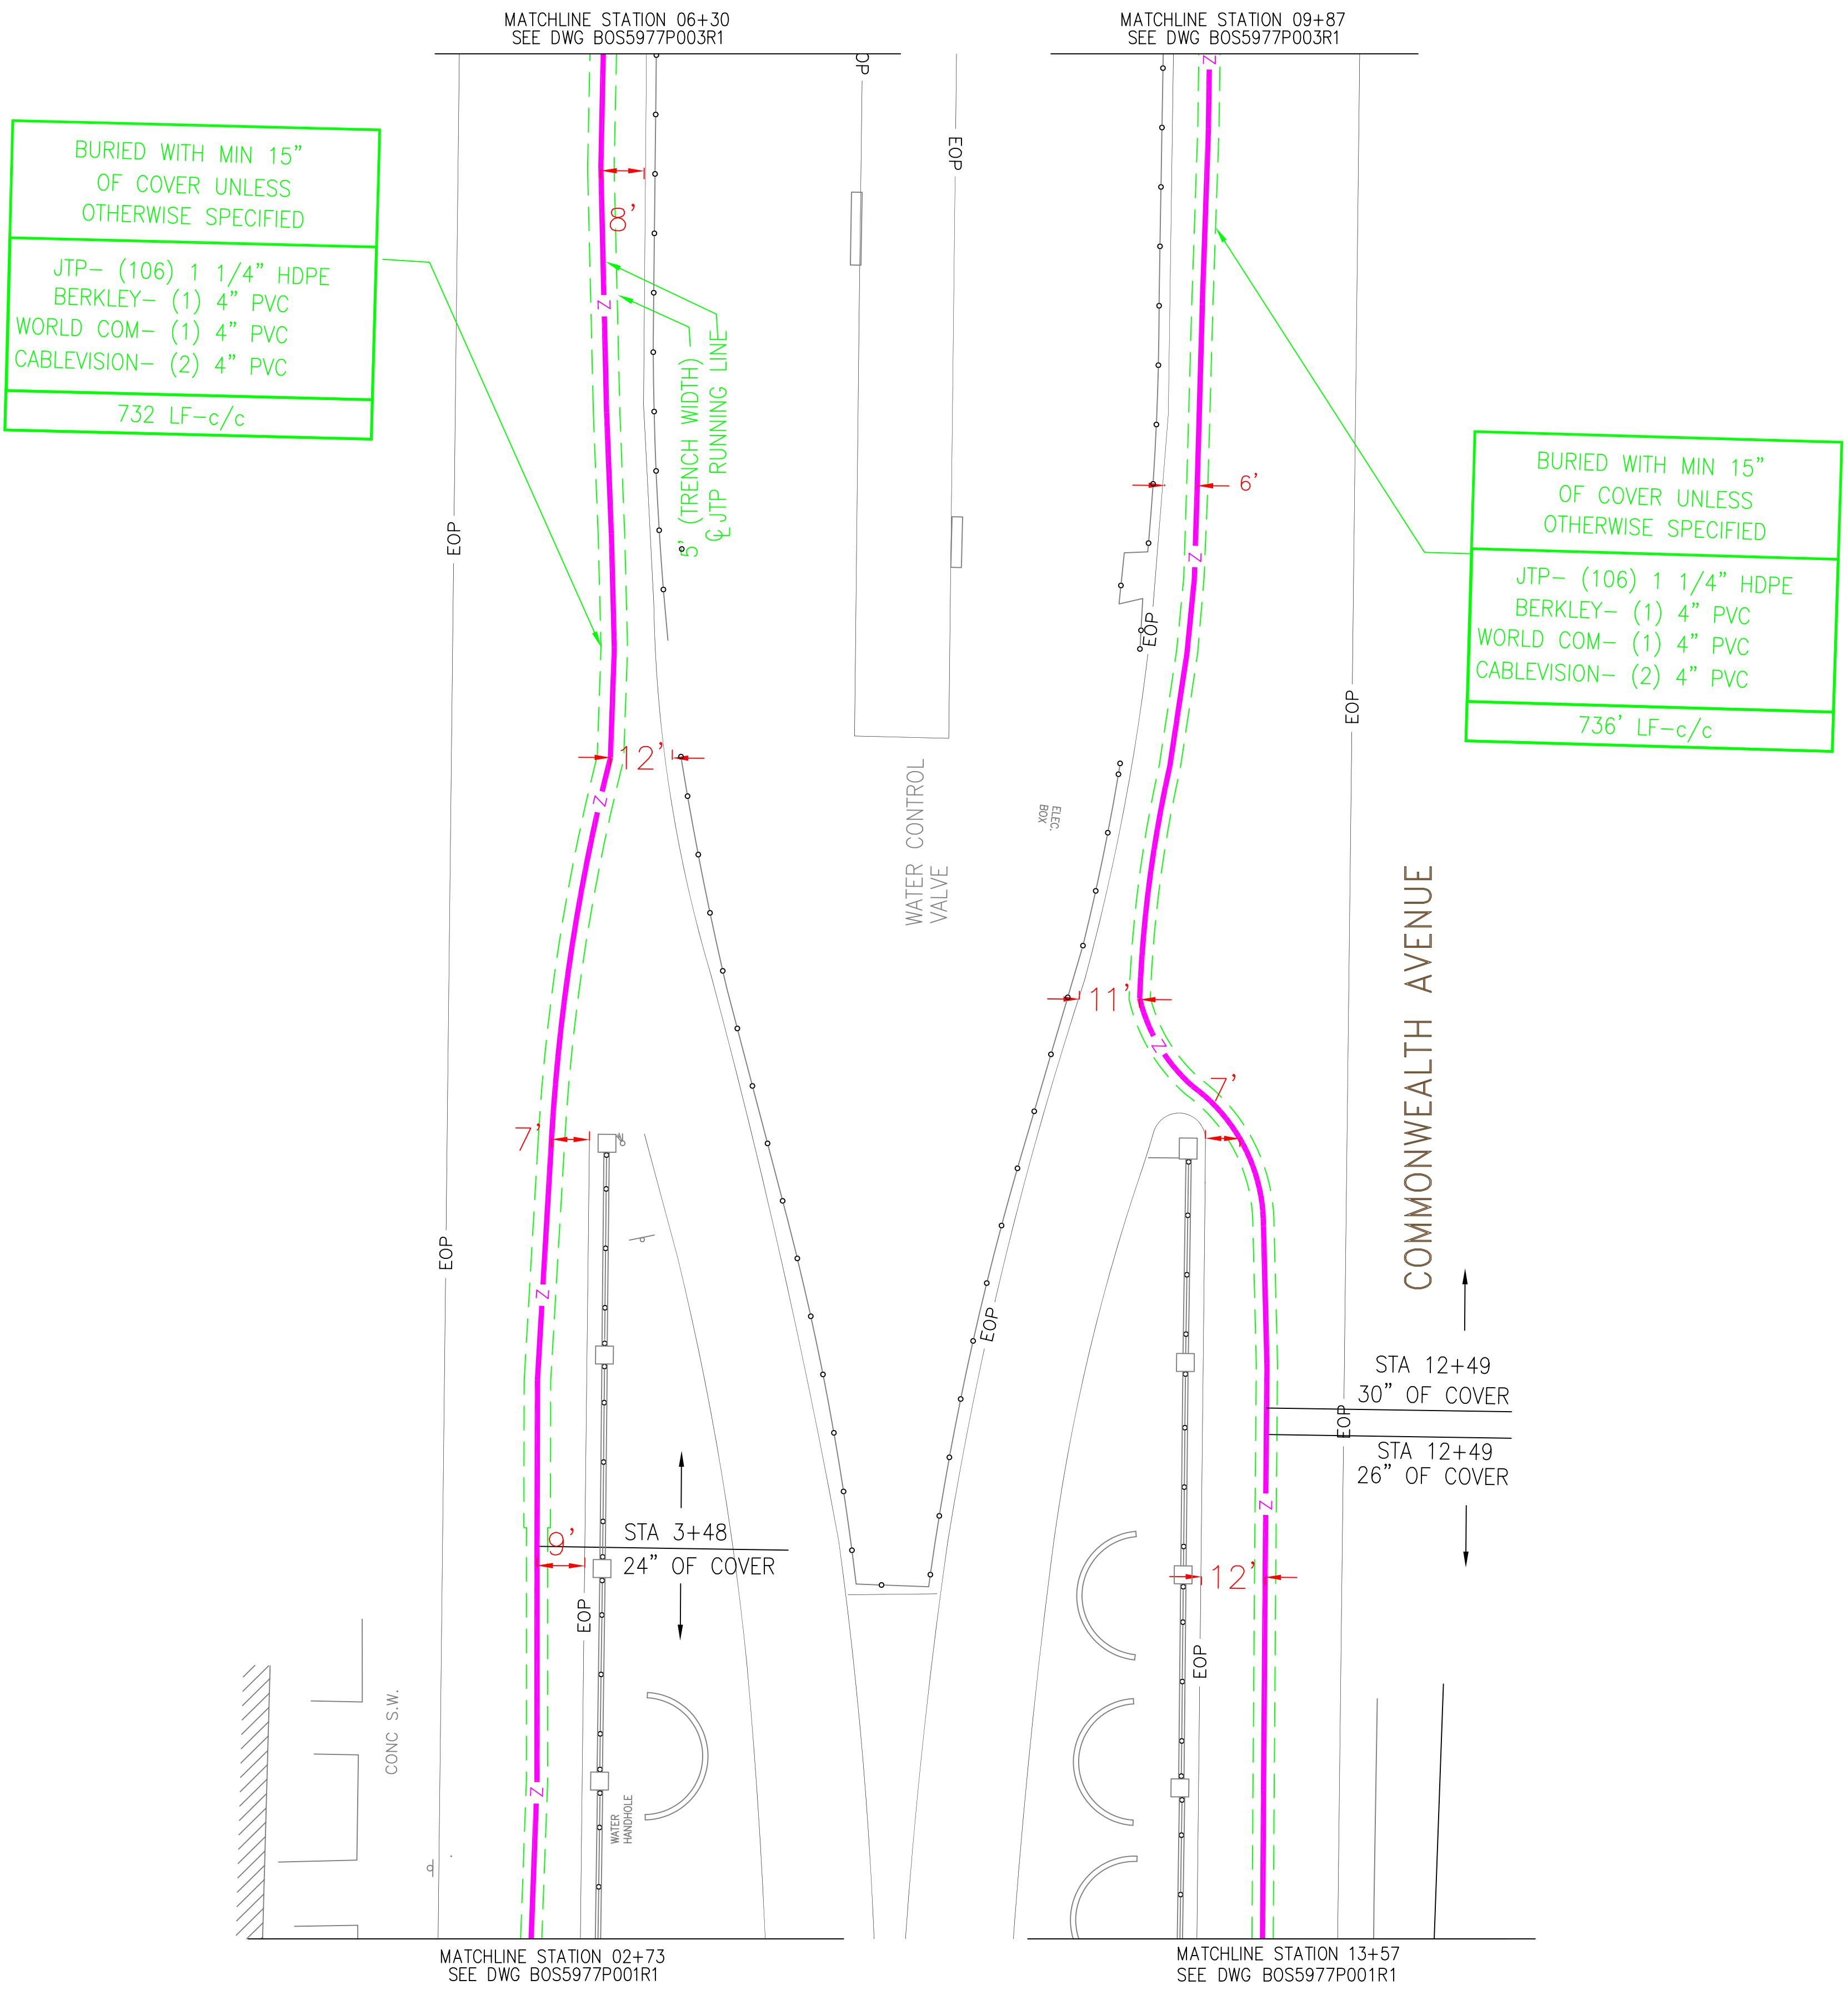 MATCHLINE STATION 06+30
SEE DWG BOS5977P003R1
MATCHLINE STATION 09+87
SEE DWG BOS5977P003R1
BURIED WITH MIN 15"
OF COVER UNLESS
OTHERWISE SPECIFIED
JTP- (106) 1 1/4" HDPE
BERKLEY- (1) 4" PVC
WORLD COM- (1) 4" PVC
CABLEVISION- (2) 4" PVC
732 LF-c/c
OP
EOP
Z
8'
Z
5' (TRENCH WIDTH)
℄ JTP RUNNING LINE
EOP
Z
6'
Z
EOP
EOP
BURIED WITH MIN 15"
OF COVER UNLESS
OTHERWISE SPECIFIED
JTP- (106) 1 1/4" HDPE
BERKLEY- (1) 4" PVC
WORLD COM- (1) 4" PVC
CABLEVISION- (2) 4" PVC
736' LF-c/c
12'
Z
WATER CONTROL
VALVE
ELEC.
BOX
11'
Z
7'
7'
COMMONWEALTH AVENUE
EOP
Z
EOP
STA 12+49
30" OF COVER
EOP
STA 12+49
26" OF COVER
Z
9'
STA 3+48
24" OF COVER
12'
EOP
EOP
CONC S.W.
Z
WATER
HANDHOLE
MATCHLINE STATION 02+73
SEE DWG BOS5977P001R1
MATCHLINE STATION 13+57
SEE DWG BOS5977P001R1